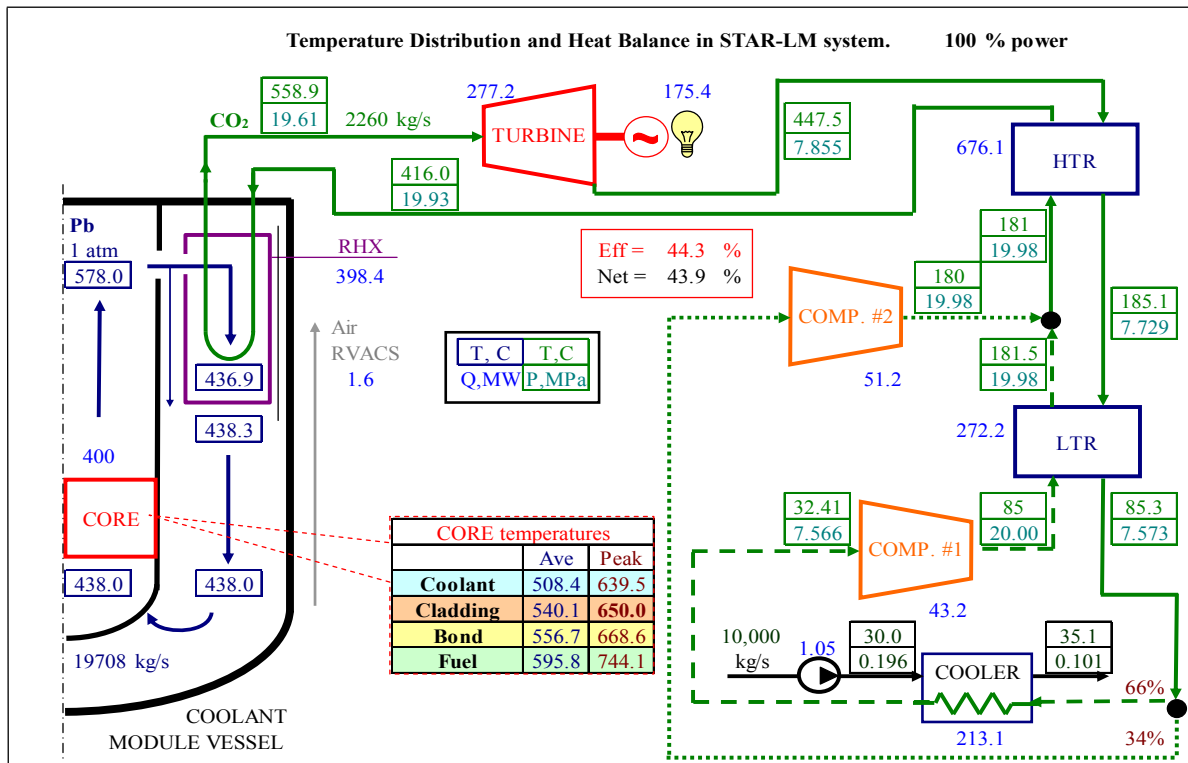 Temperature Distribution and Heat Balance in STAR-LM system. 100 % power
558.9
19.61
CO₂
2260 kg/s
277.2
TURBINE
~
175.4
447.5
7.855
676.1
HTR
416.0
19.93
Pb
1 atm
578.0
RHX
398.4
Eff = 44.3 %
Net = 43.9 %
181
19.98
180
19.98
COMP. #2
51.2
185.1
7.729
Air
RVACS
1.6
T, C T,C
Q,MW P,MPa
181.5
19.98
436.9
438.3
272.2
LTR
400
CORE
438.0
438.0
19708 kg/s
COOLANT
MODULE VESSEL
CORE temperatures
Ave Peak
Coolant 508.4 639.5
Cladding 540.1 650.0
Bond 556.7 668.6
Fuel 595.8 744.1
32.41
7.566
COMP. #1
43.2
85
20.00
85.3
7.573
10,000
kg/s
1.05
30.0
0.196
COOLER
213.1
35.1
0.101
66%
34%